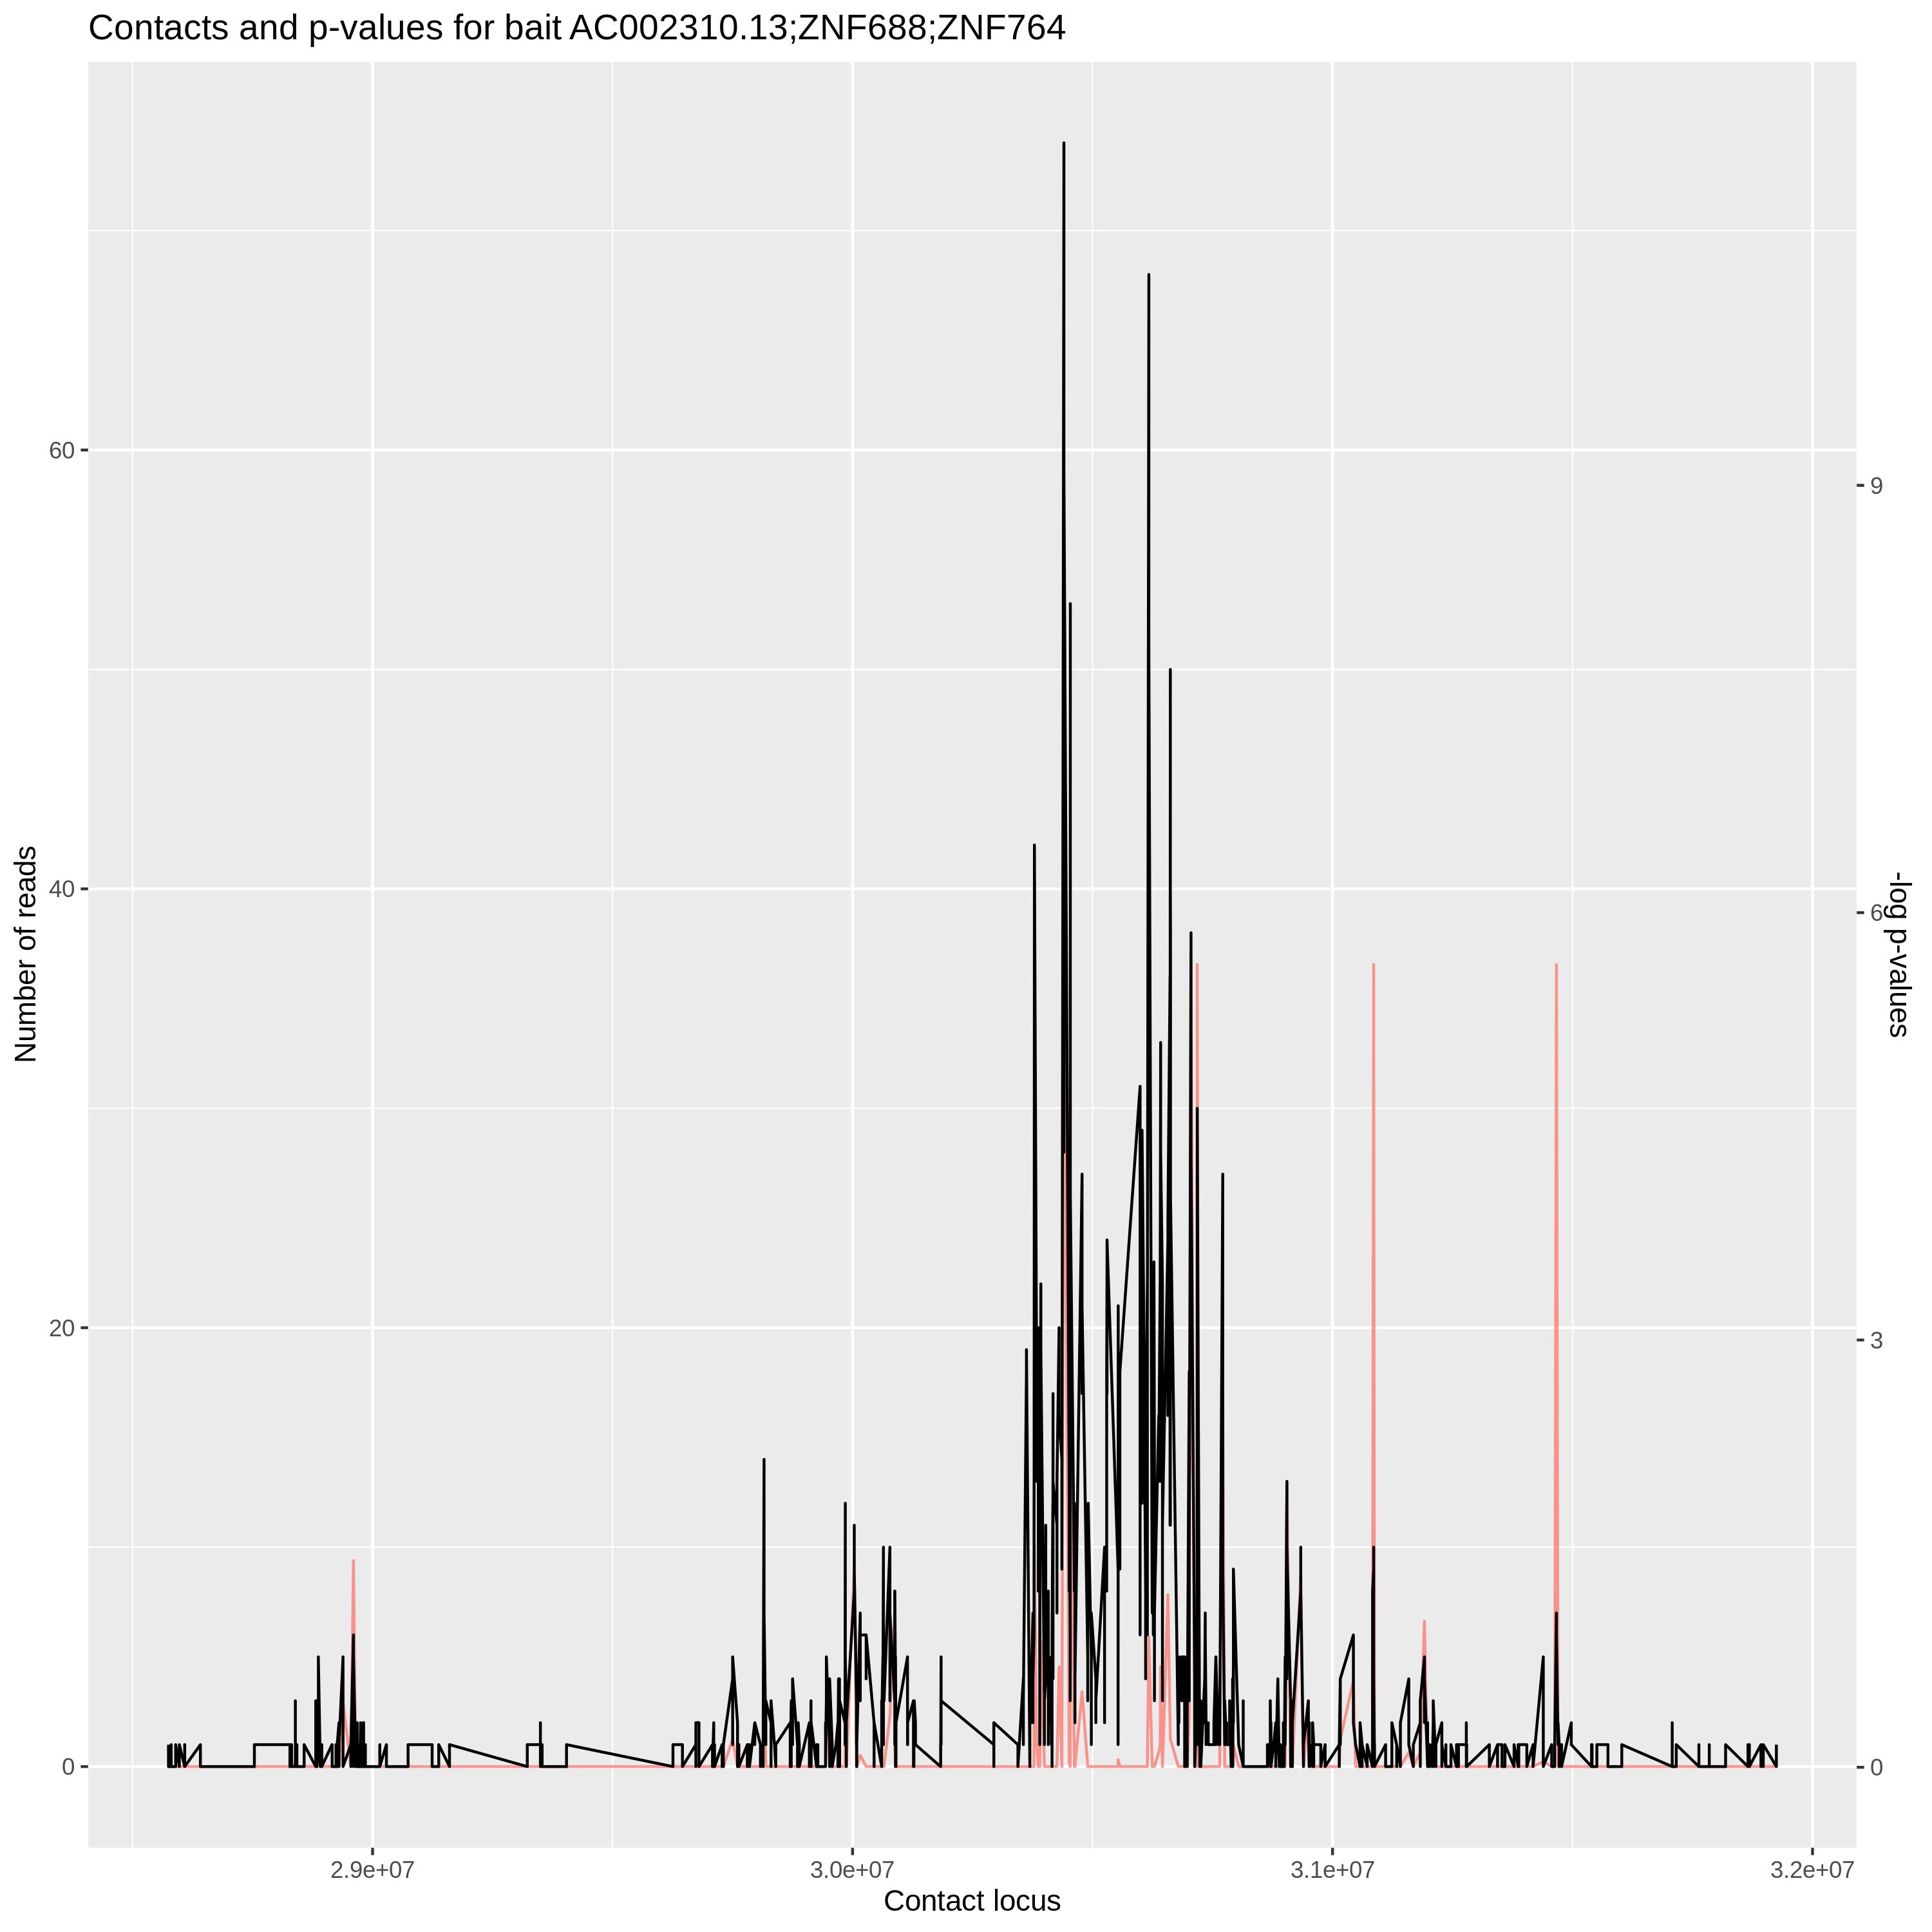 Contacts and p-values for bait AC002310.13;ZNF688;ZNF764
60
40
20
0
Number of reads
9
6
3
0
-log p-values
2.9e+07 3.0e+07 3.1e+07 3.2e+07
Contact locus